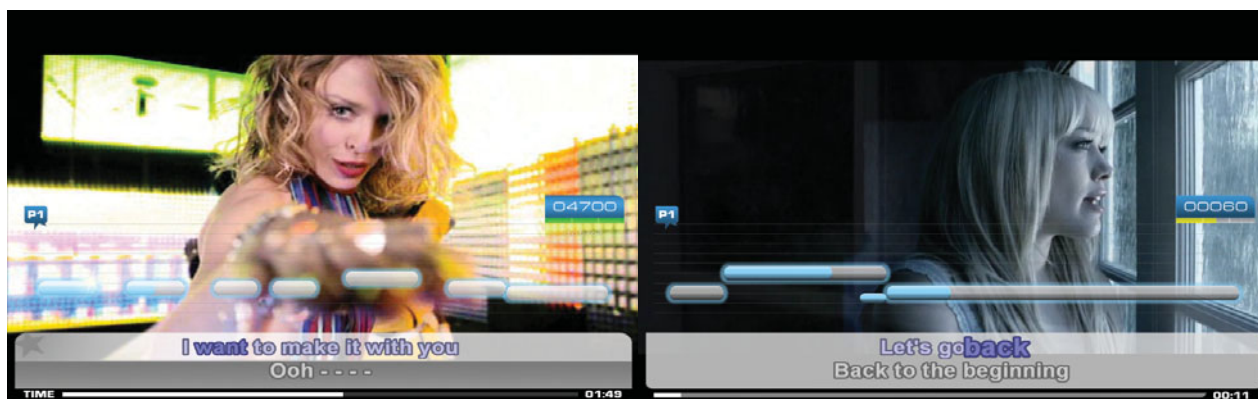 P1
04700
I want to make it with you
Ooh - - - -
TIME 01:49
P1
00060
Let's go back
Back to the beginning
00:11